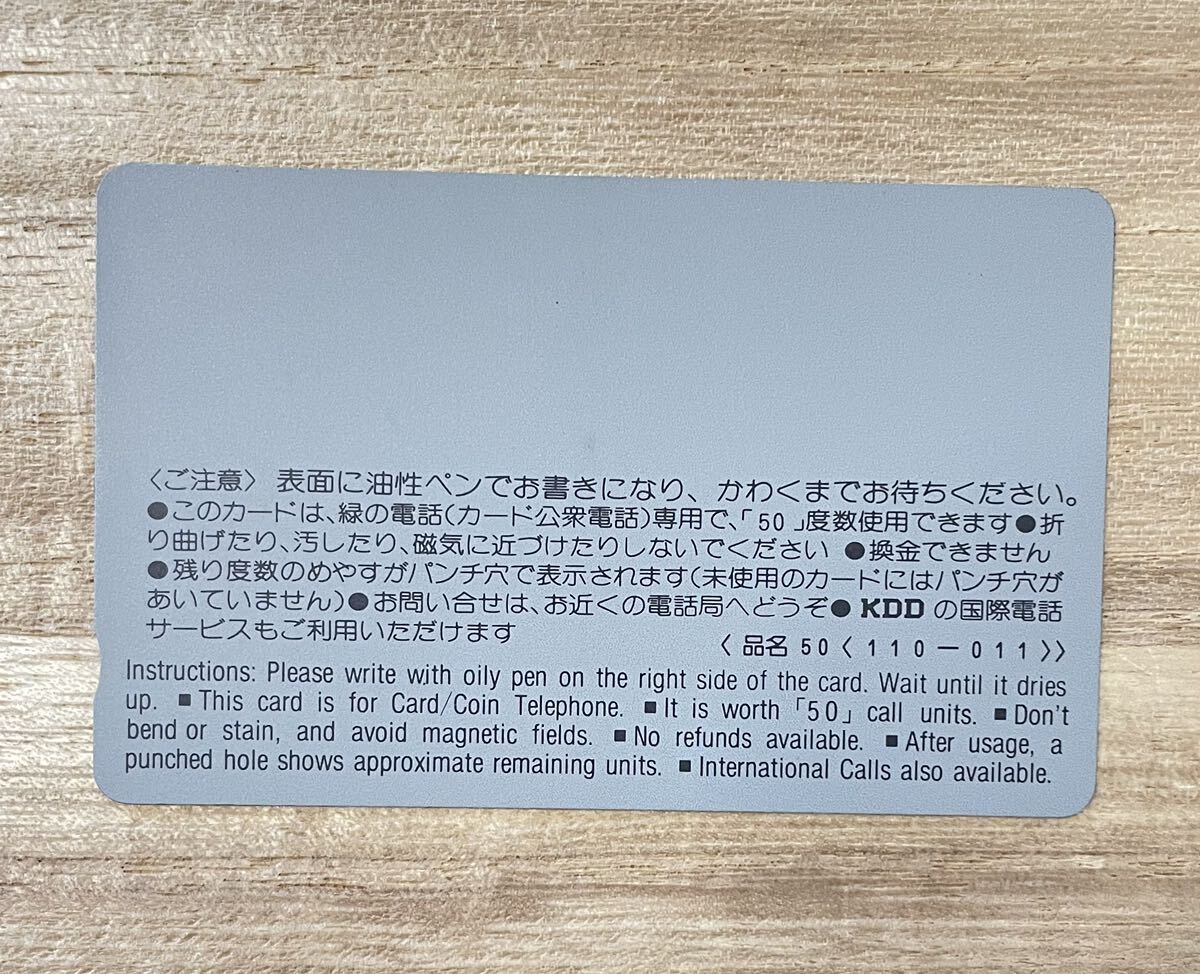 〈ご注意〉 表面に油性ペンでお書きになり、かわくまでお待ちください。
●このカードは、緑の電話(カード公衆電話)専用で、「50」度数使用できます●折
り曲げたり、汚したり、磁気に近づけたりしないでください ●換金できません
●残り度数のめやすがパンチ穴で表示されます(未使用のカードにはパンチ穴が
あいていません)●お問い合せは、お近くの電話局へどうぞ● KDD の国際電話
サービスもご利用いただけます
〈 品名 50〈 110－011〉〉
Instructions: Please write with oily pen on the right side of the card. Wait until it dries
up. ■This card is for Card/Coin Telephone. ■It is worth「50」call units. ■Don't
bend or stain, and avoid magnetic fields. ■No refunds available. ■After usage, a
punched hole shows approximate remaining units. ■International Calls also available.